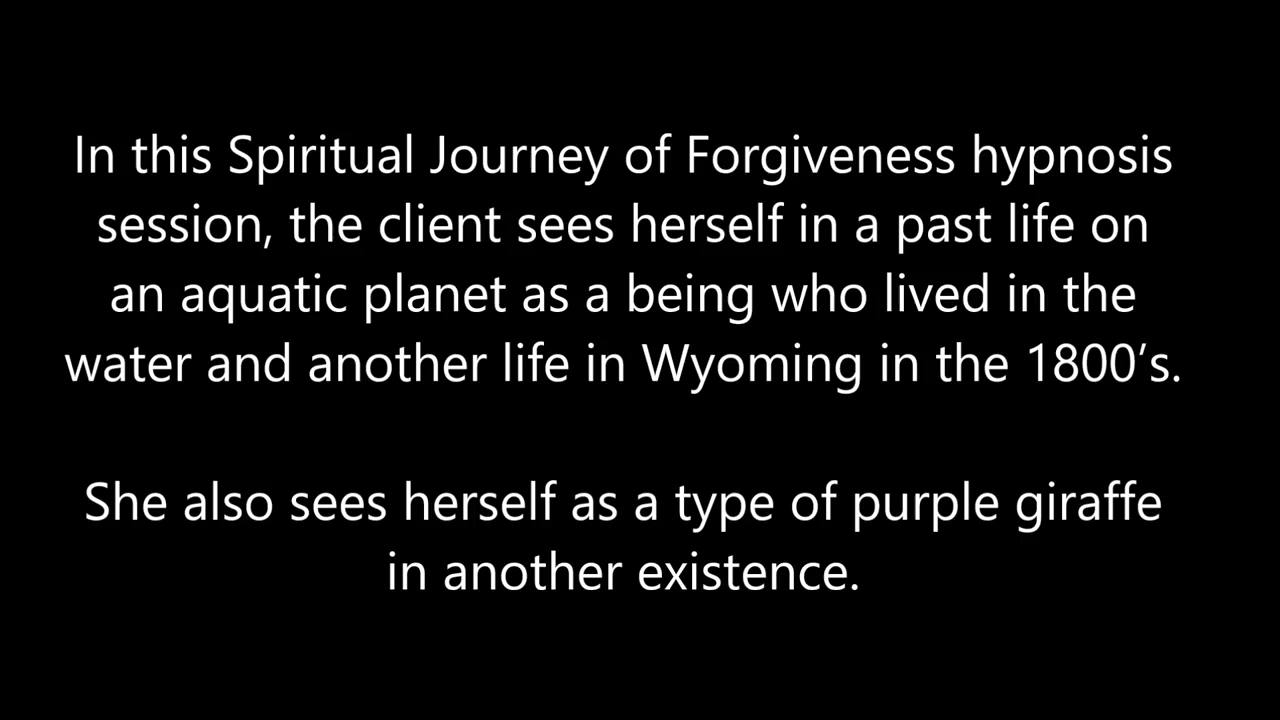 In this Spiritual Journey of Forgiveness hypnosis
session, the client sees herself in a past life on
an aquatic planet as a being who lived in the
water and another life in Wyoming in the 1800’s.
She also sees herself as a type of purple giraffe
in another existence.